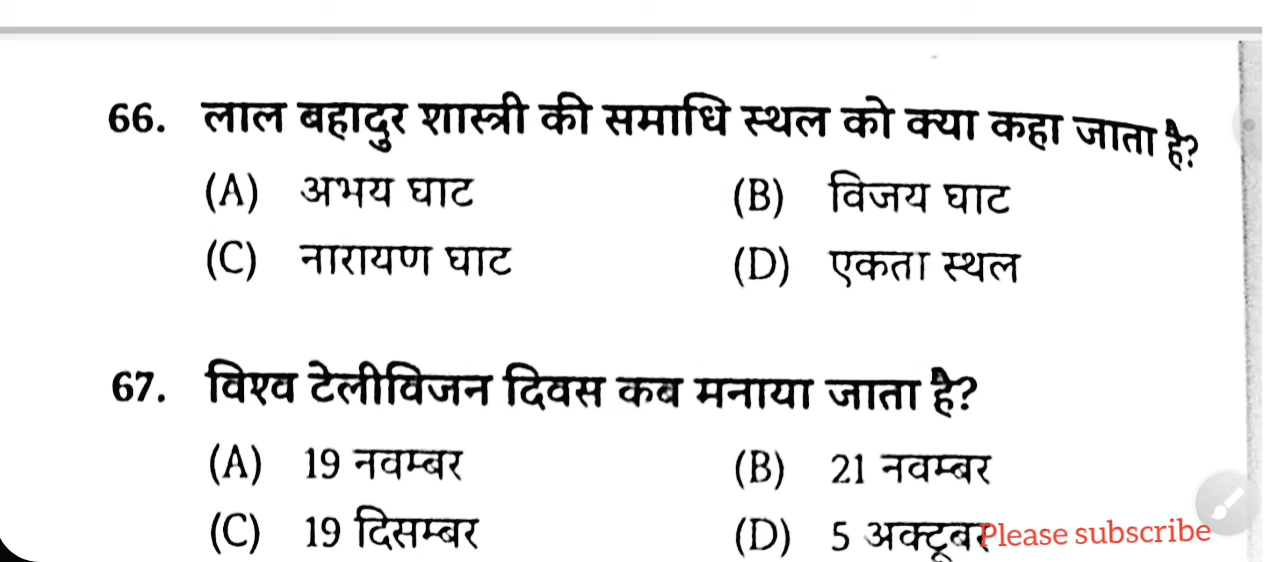 66. लाल बहादुर शास्त्री की समाधि स्थल को क्या कहा जाता है?
(A) अभय घाट (B) विजय घाट
(C) नारायण घाट (D) एकता स्थल
67. विश्व टेलीविजन दिवस कब मनाया जाता है?
(A) 19 नवम्बर (B) 21 नवम्बर
(C) 19 दिसम्बर (D) 5 अक्टूबर
Please subscribe